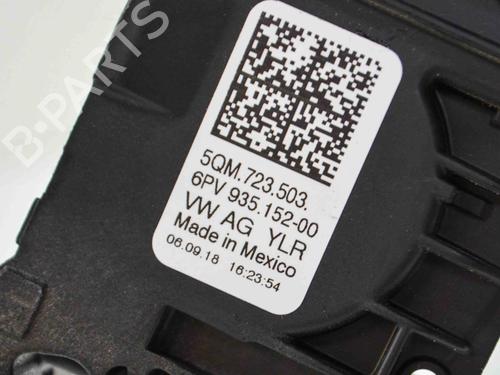 B-PARTS
5QM.723.503.
6PV 935.152-00
VW AG YLR
Made in Mexico
06.09.18 16:23:54